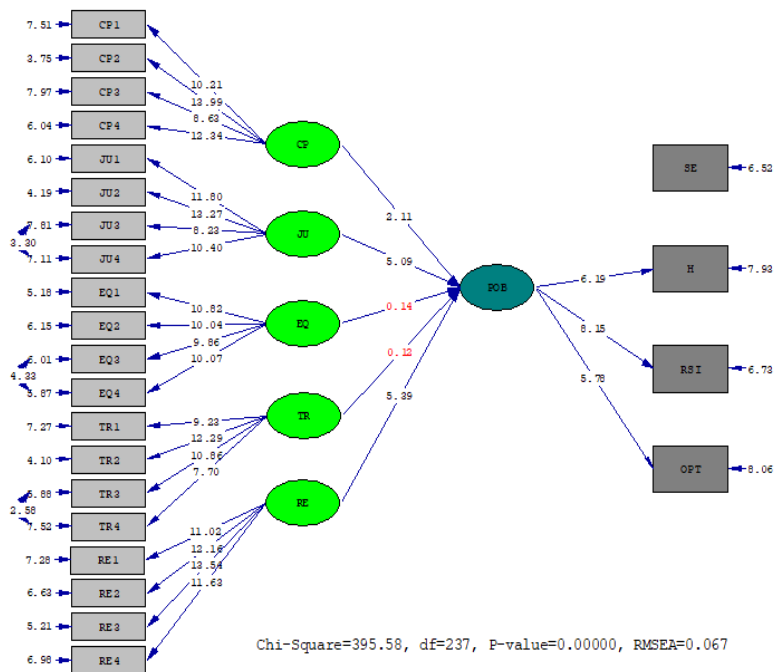 7.51 CP1
3.75 CP2
7.97 CP3
6.04 CP4
6.10 JU1
4.19 JU2
7.81 JU3
3.30
7.11 JU4
5.18 EQ1
6.15 EQ2
6.01 EQ3
4.33
5.87 EQ4
7.27 TR1
4.10 TR2
5.88 TR3
2.58
7.52 TR4
7.28 RE1
6.63 RE2
5.21 RE3
6.98 RE4
10.21
13.99
8.63
12.34
11.80
13.27
8.23
10.40
10.82
10.04
9.86
10.07
9.23
12.29
10.86
7.70
11.02
12.16
13.54
11.63
CP
JU
EQ
TR
RE
2.11
5.09
0.14
0.12
5.39
POB
6.19
8.15
5.78
SE 6.52
H 7.93
RSI 6.73
OPT 8.06
Chi-Square=395.58, df=237, P-value=0.00000, RMSEA=0.067